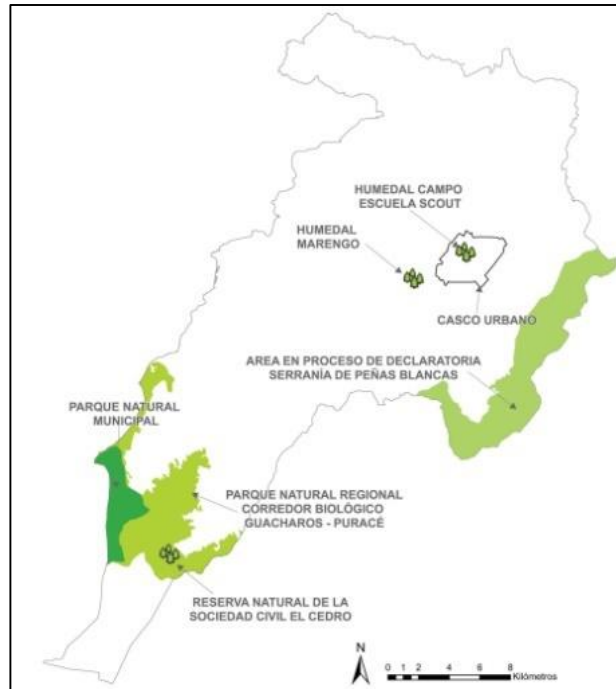 HUMEDAL CAMPO
ESCUELA SCOUT
HUMEDAL
MARENGO
CASCO URBANO
AREA EN PROCESO DE DECLARATORIA
SERRANÍA DE PEÑAS BLANCAS
PARQUE NATURAL
MUNICIPAL
PARQUE NATURAL REGIONAL
CORREDOR BIOLÓGICO
GUACHAROS - PURACÉ
RESERVA NATURAL DE LA
SOCIEDAD CIVIL EL CEDRO
N
0 1 2 4 6 8
Kilómetros